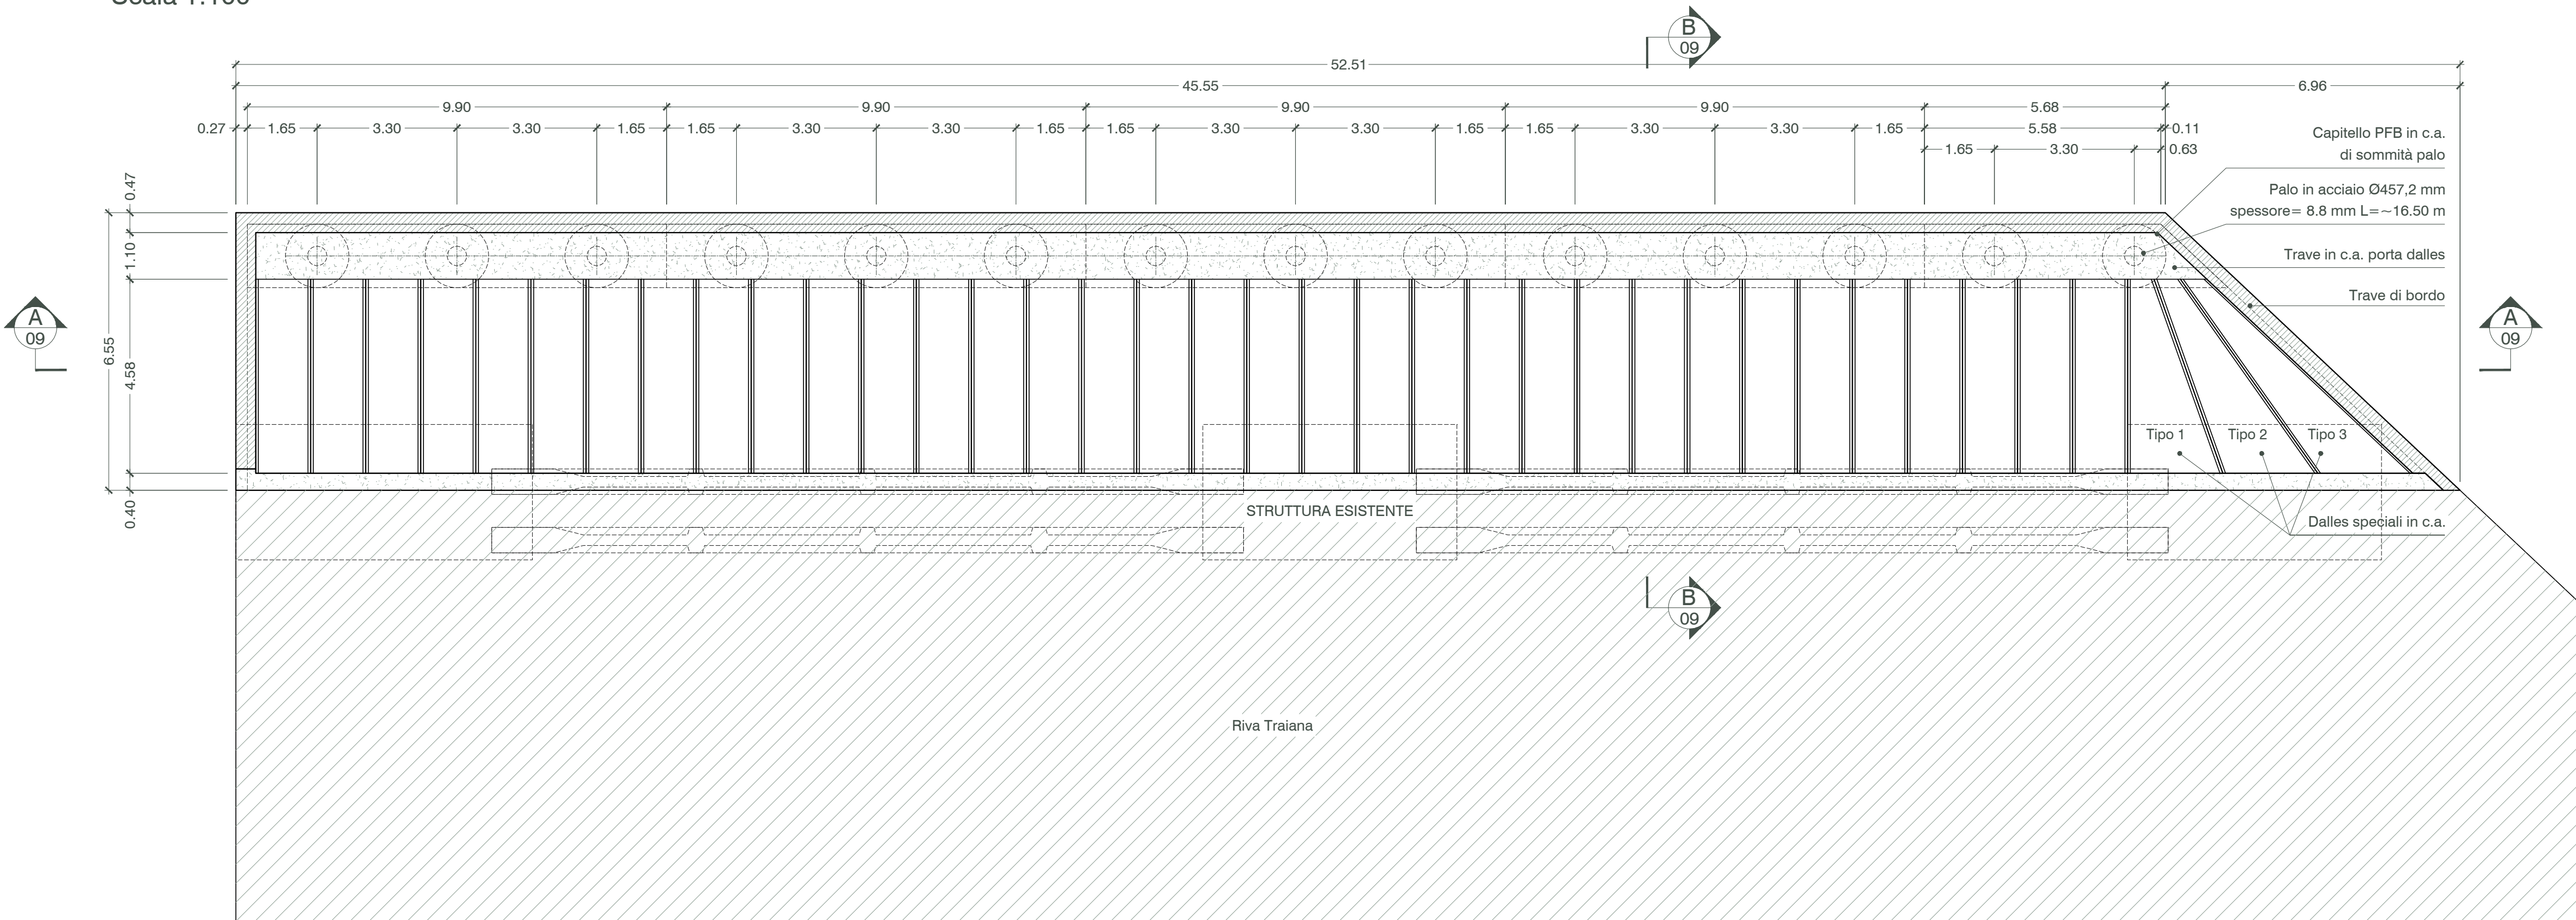 Scala 1:100
B
09
52.51
45.55
6.96
9.90
9.90
9.90
9.90
5.68
0.27
1.65
3.30
3.30
1.65
1.65
3.30
3.30
1.65
1.65
3.30
3.30
1.65
1.65
3.30
3.30
1.65
5.58
0.11
1.65
3.30
0.63
Capitello PFB in c.a.
di sommità palo
Palo in acciaio Ø457,2 mm
spessore= 8.8 mm L=~16.50 m
Trave in c.a. porta dalles
Trave di bordo
0.47
1.10
6.55
4.58
0.40
A
09
A
09
Tipo 1
Tipo 2
Tipo 3
STRUTTURA ESISTENTE
Dalles speciali in c.a.
B
09
Riva Traiana